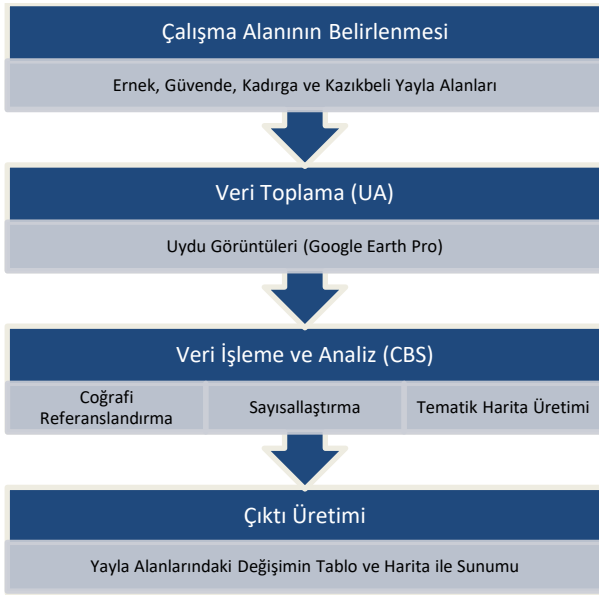 Çalışma Alanının Belirlenmesi
Ernek, Güvende, Kadırga ve Kazıkbeli Yayla Alanları
Veri Toplama (UA)
Uydu Görüntüleri (Google Earth Pro)
Veri İşleme ve Analiz (CBS)
Coğrafi
Referanslandırma
Sayısallaştırma
Tematik Harita Üretimi
Çıktı Üretimi
Yayla Alanlarındaki Değişimin Tablo ve Harita ile Sunumu